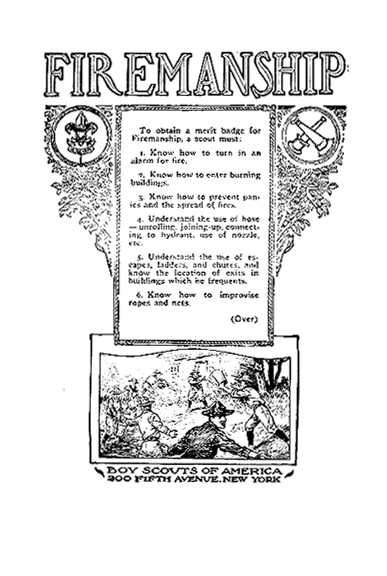 FIREMANSHIP
To obtain a merit badge for
Firemanship, a scout must:
1. Know how to turn in an
alarm for fire.
2. Know how to enter burning
buildings.
3. Know how to prevent pan-
ics and the spread of fires.
4. Understand the use of hose
— unrolling, joining-up, connect-
ing to hydrant, use of nozzle,
etc.
5. Understand the use of es-
capes, ladders, and chutes, and
know the location of exits in
buildings which he frequents.
6. Know how to improvise
ropes and nets.
(Over)
BOY SCOUTS OF AMERICA
200 FIFTH AVENUE, NEW YORK